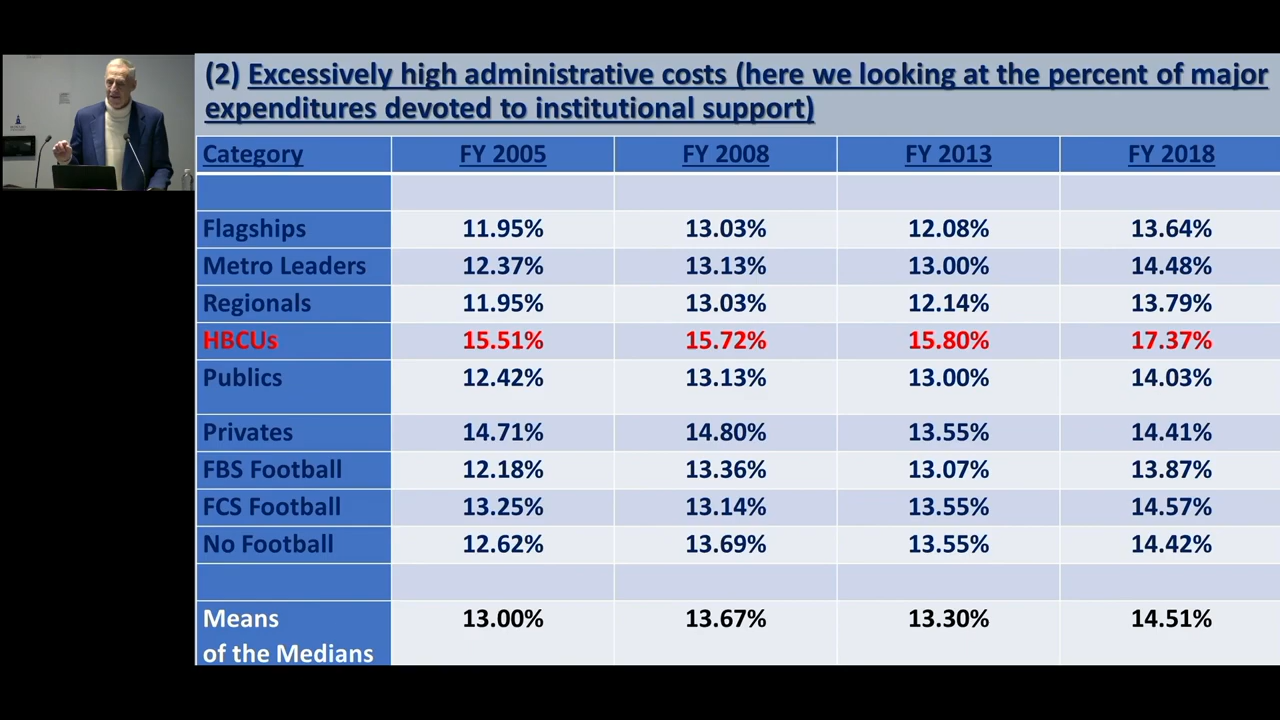 (2) Excessively high administrative costs (here we looking at the percent of major
expenditures devoted to institutional support)
Category FY 2005 FY 2008 FY 2013 FY 2018
Flagships 11.95% 13.03% 12.08% 13.64%
Metro Leaders 12.37% 13.13% 13.00% 14.48%
Regionals 11.95% 13.03% 12.14% 13.79%
HBCUs 15.51% 15.72% 15.80% 17.37%
Publics 12.42% 13.13% 13.00% 14.03%
Privates 14.71% 14.80% 13.55% 14.41%
FBS Football 12.18% 13.36% 13.07% 13.87%
FCS Football 13.25% 13.14% 13.55% 14.57%
No Football 12.62% 13.69% 13.55% 14.42%
Means 13.00% 13.67% 13.30% 14.51%
of the Medians